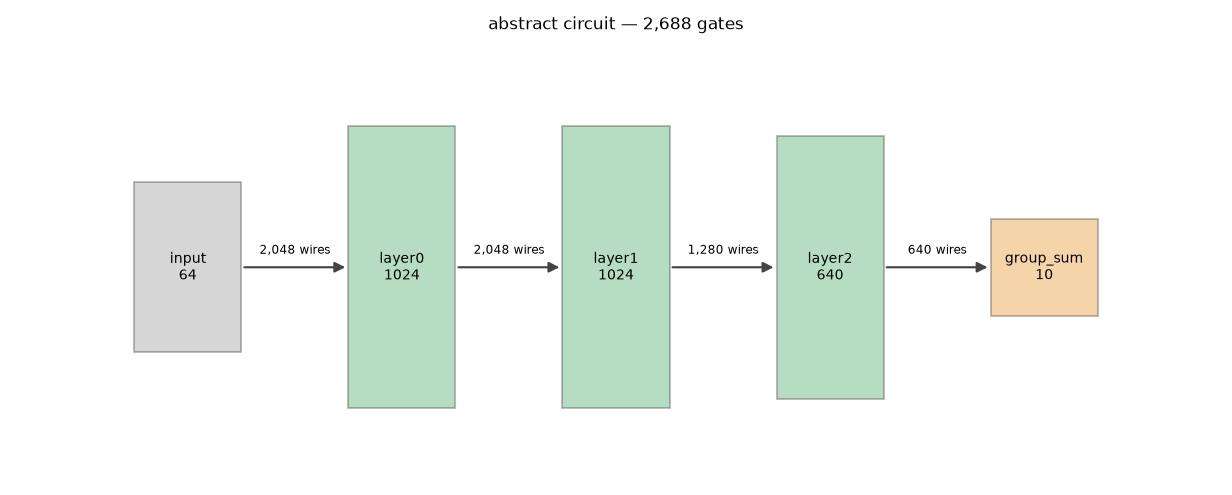 abstract circuit — 2,688 gates
input
64
2,048 wires
layer0
1024
2,048 wires
layer1
1024
1,280 wires
layer2
640
640 wires
group_sum
10